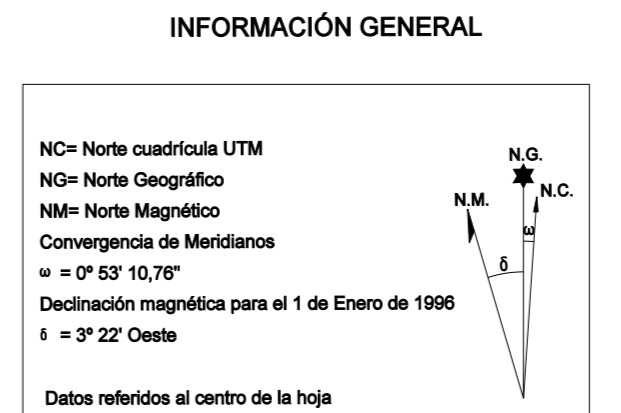 INFORMACIÓN GENERAL
NC= Norte cuadrícula UTM
NG= Norte Geográfico
NM= Norte Magnético
Convergencia de Meridianos
ω = 0º 53' 10,76"
Declinación magnética para el 1 de Enero de 1996
δ = 3º 22' Oeste
Datos referidos al centro de la hoja
N.G.
N.M.
N.C.
ω
δ